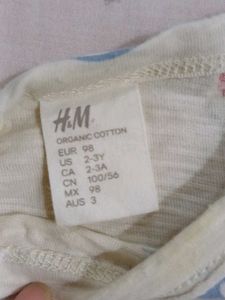 H&M
ORGANIC COTTON
EUR 98
US 2-3Y
CA 2-3A
CN 100/56
MX 98
AUS 3